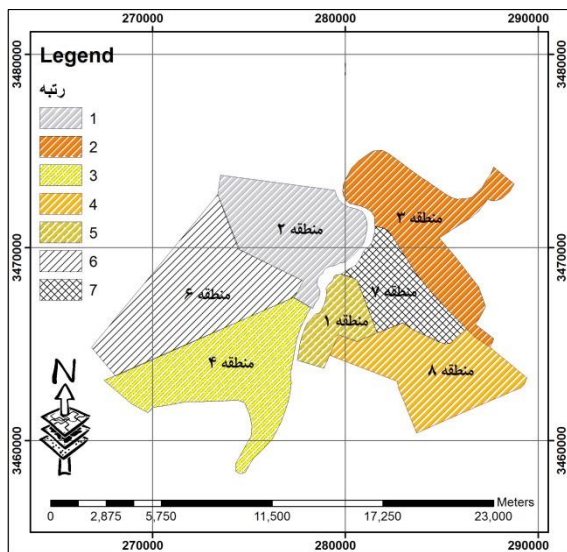 270000 280000 290000
3480000 3480000
Legend
رتبه
1
2
3
4
5
6
7
منطقه ۳
منطقه ۲
3470000 3470000
منطقه ۶
منطقه ۷
منطقه ۱
منطقه ۴
منطقه ۸
N
3460000 3460000
Meters
0 2,875 5,750 11,500 17,250 23,000
270000 280000 290000